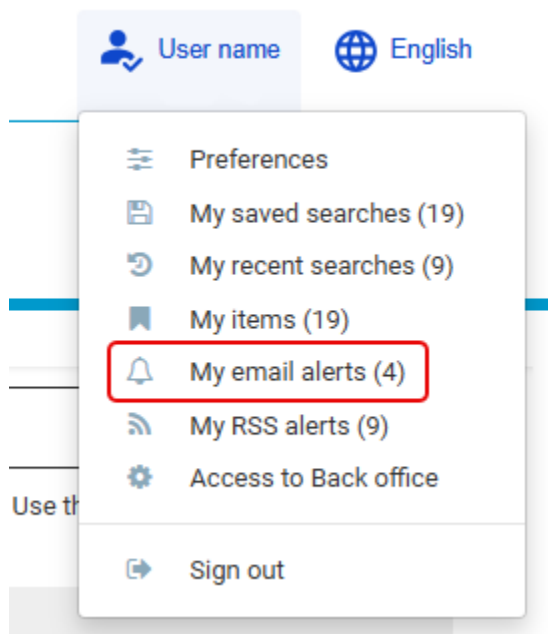 User name English
Preferences
My saved searches (19)
My recent searches (9)
My items (19)
My email alerts (4)
My RSS alerts (9)
Access to Back office
Use
Sign out